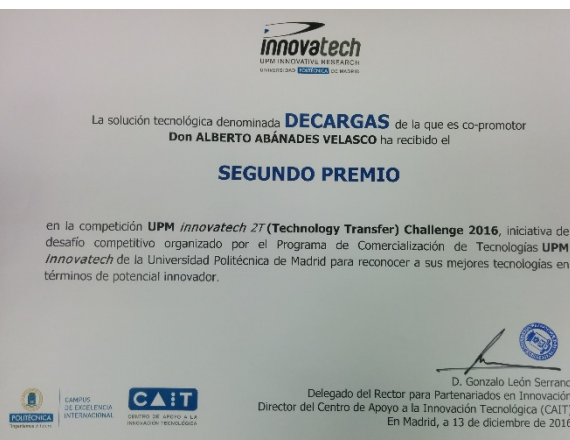 innovatech
UPM INNOVATIVE RESEARCH
UNIVERSIDAD POLITÉCNICA DE MADRID
La solución tecnológica denominada DECARGAS de la que es co-promotor
Don ALBERTO ABÁNADES VELASCO ha recibido el
SEGUNDO PREMIO
en la competición UPM innovatech 2T (Technology Transfer) Challenge 2016, iniciativa de
desafío competitivo organizado por el Programa de Comercialización de Tecnologías UPM
innovatech de la Universidad Politécnica de Madrid para reconocer a sus mejores tecnologías en
términos de potencial innovador.
D. Gonzalo León Serrano
Delegado del Rector para Partenariados en Innovación
Director del Centro de Apoyo a la Innovación Tecnológica (CAIT)
En Madrid, a 13 de diciembre de 2016
POLITÉCNICA
CAMPUS
DE EXCELENCIA
INTERNACIONAL
CAIT
CENTRO DE APOYO A LA
INNOVACIÓN TECNOLÓGICA